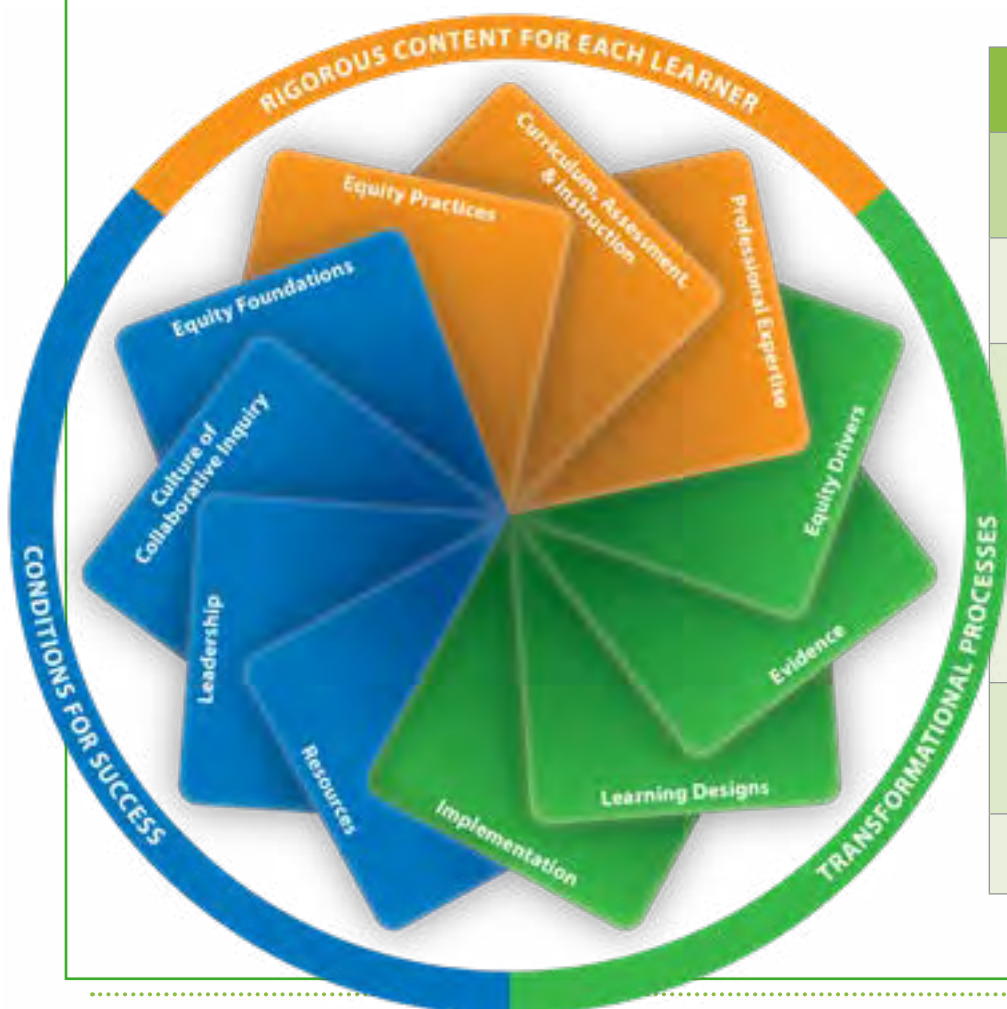 RIGOROUS CONTENT FOR EACH LEARNER
Equity Practices
Curriculum, Assessment
& Instruction
Professional Expertise
Equity Foundations
Culture of
Collaborative Inquiry
Leadership
Resources
Equity Drivers
Evidence
Learning Designs
Implementation
CONDITIONS FOR SUCCESS
TRANSFORMATIONAL PROCESSES